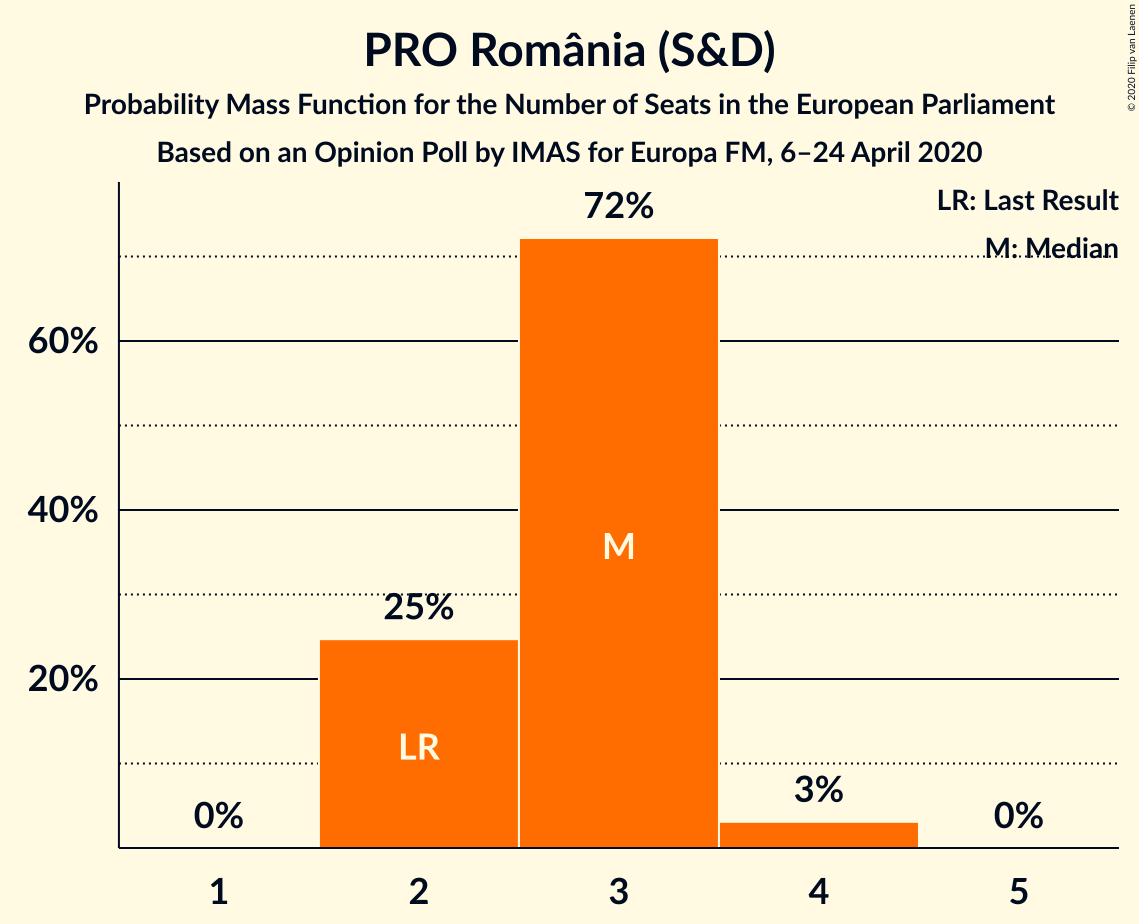 PRO România (S&D)
Probability Mass Function for the Number of Seats in the European Parliament
Based on an Opinion Poll by IMAS for Europa FM, 6–24 April 2020
© 2020 Filip van Laenen
LR: Last Result
M: Median
72%
60%
40%
M
25%
20%
LR
0%
3%
0%
1 2 3 4 5